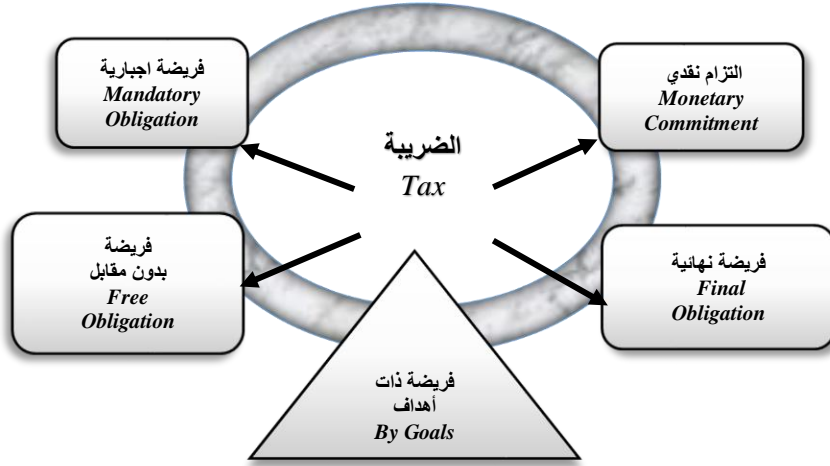 فريضة اجبارية
Mandatory
Obligation
التزام نقدي
Monetary
Commitment
الضريبة
Tax
فريضة
بدون مقابل
Free
Obligation
فريضة نهائية
Final
Obligation
فريضة ذات
أهداف
By Goals